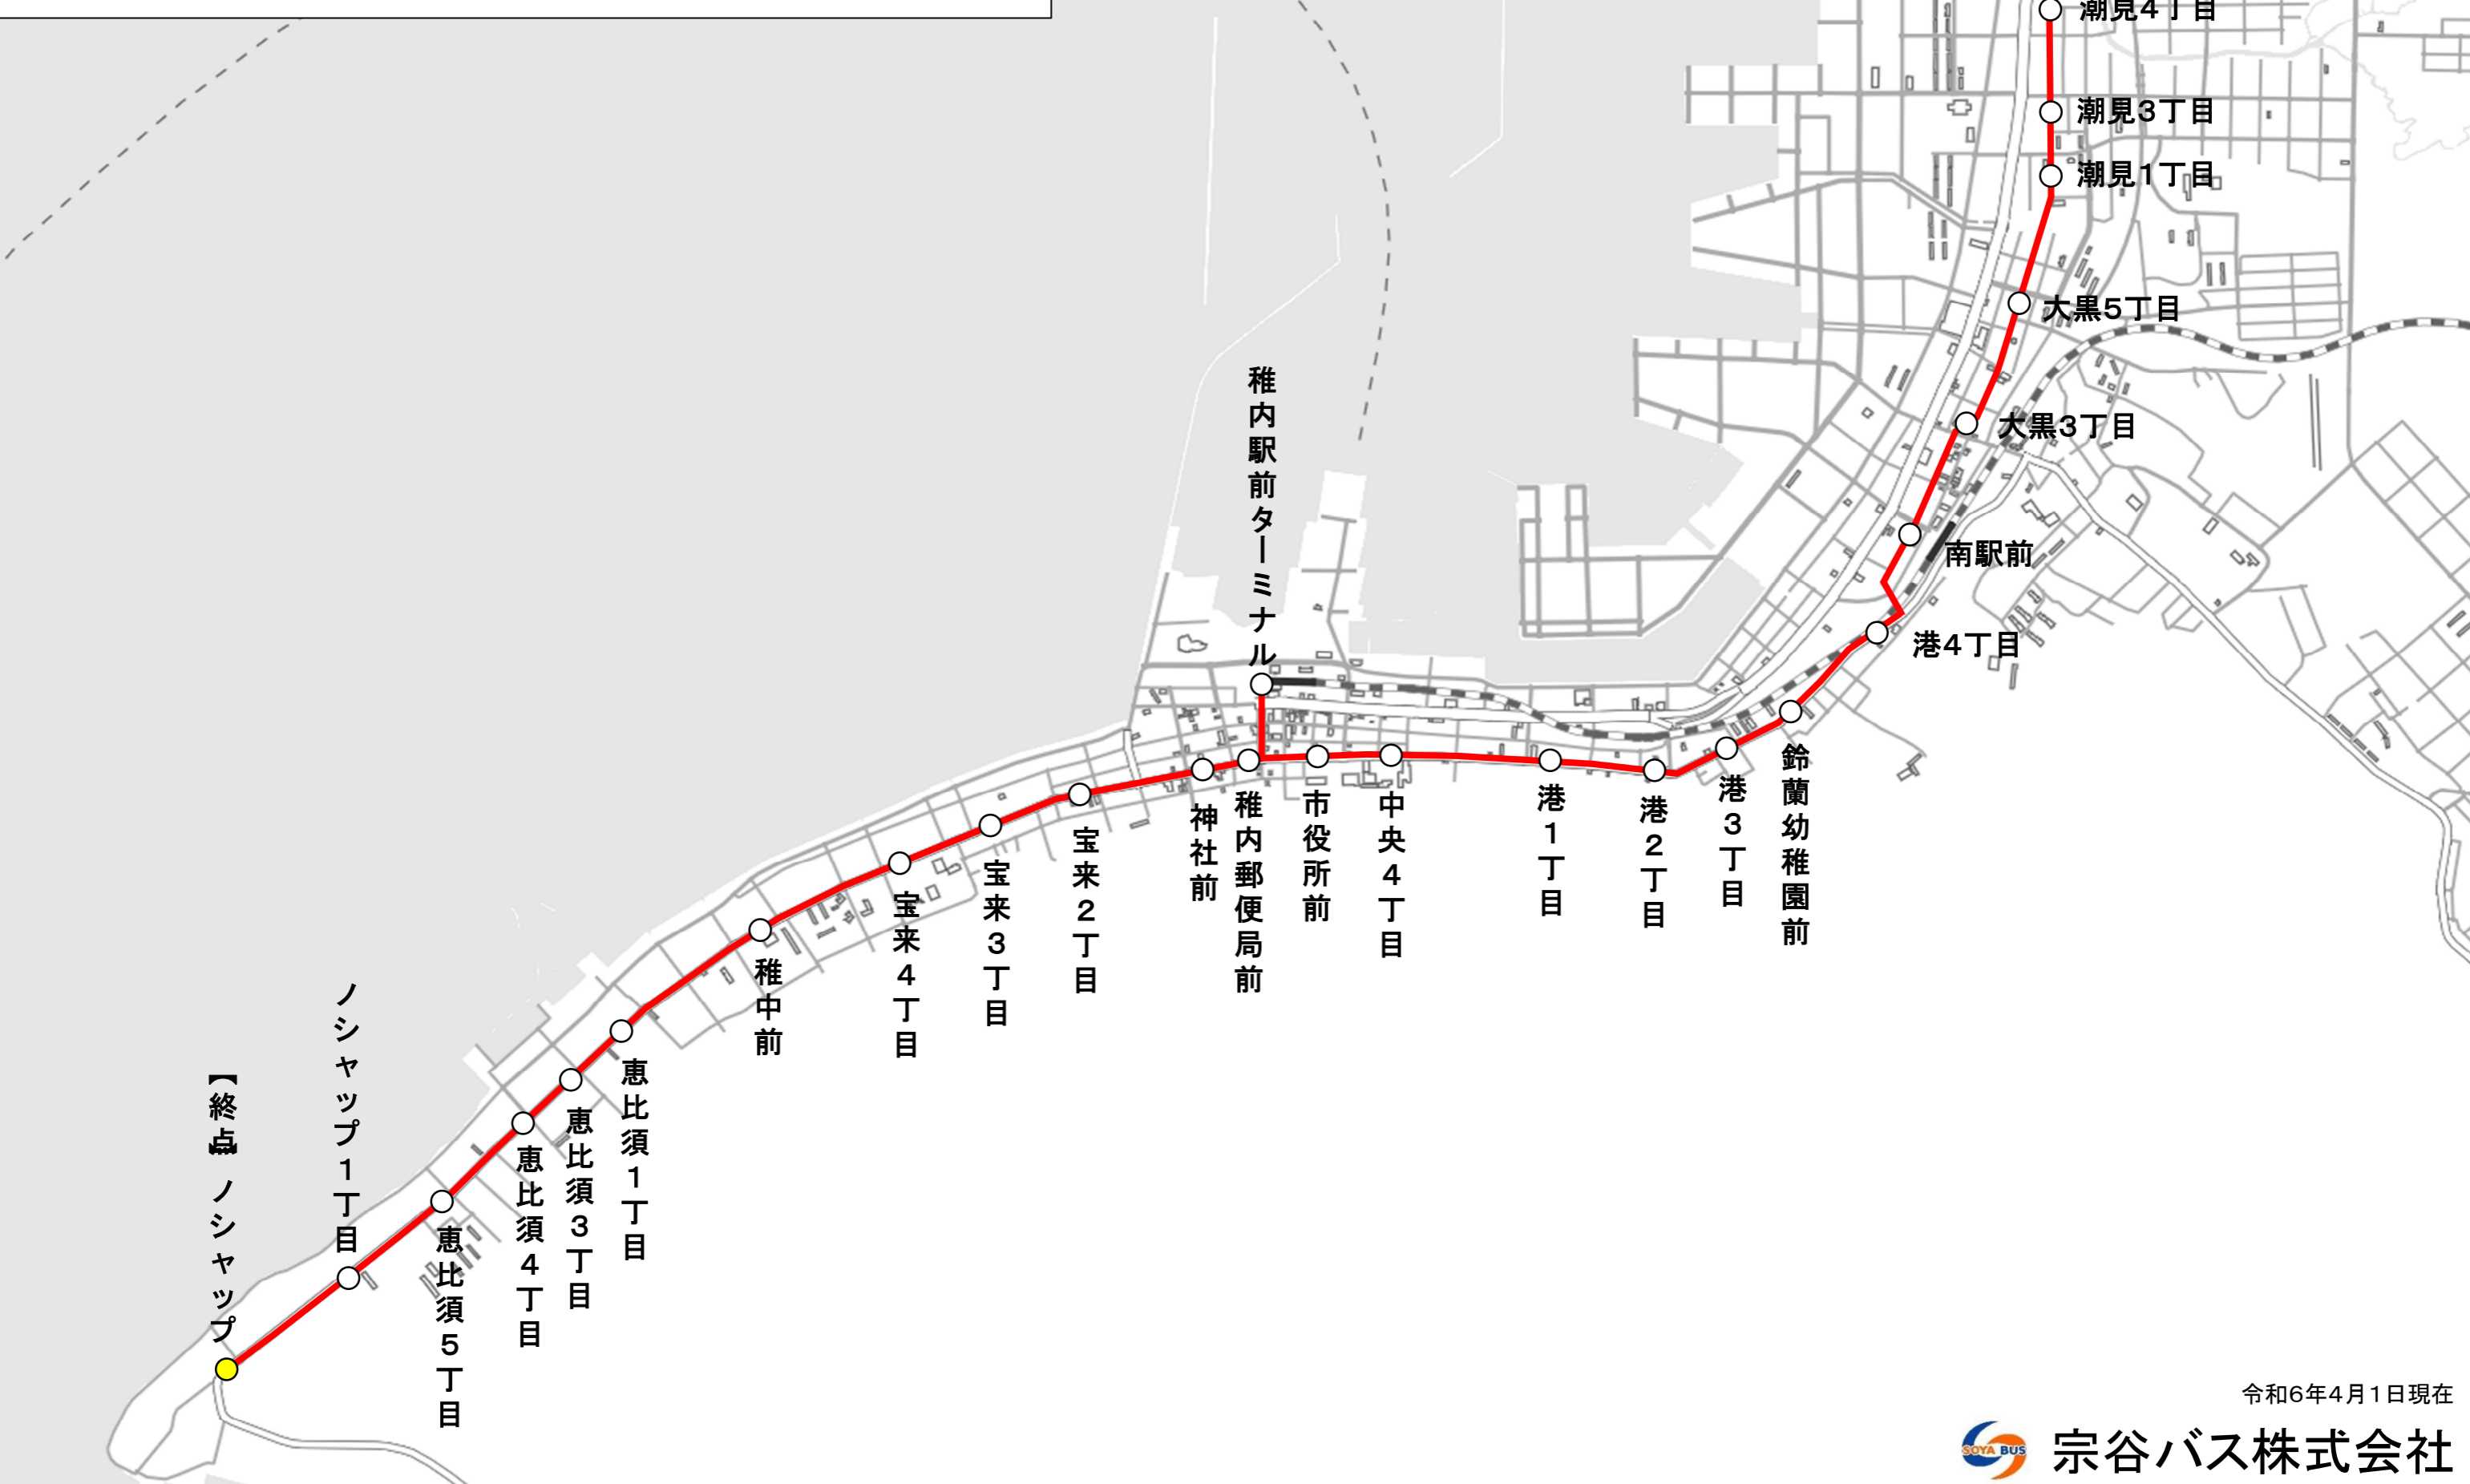 潮見4丁目
潮見3丁目
潮見1丁目
大黒5丁目
大黒3丁目
南駅前
港4丁目
鈴蘭幼稚園前
港3丁目
港2丁目
港1丁目
中央4丁目
市役所前
稚内駅前ターミナル
稚内郵便局前
神社前
宝来2丁目
宝来3丁目
宝来4丁目
稚中前
恵比須1丁目
恵比須3丁目
恵比須4丁目
恵比須5丁目
ノシャップ1丁目
【終点】ノシャップ
令和6年4月1日現在
SOYA BUS
宗谷バス株式会社